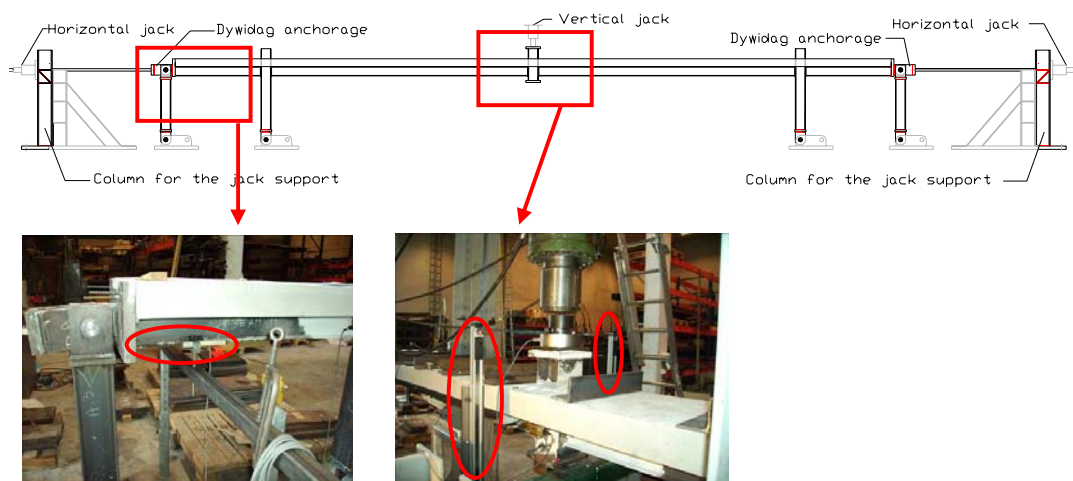 Vertical jack
Horizontal jack
Dywidag anchorage
Horizontal jack
Dywidag anchorage
Column for the jack support
Column for the jack support